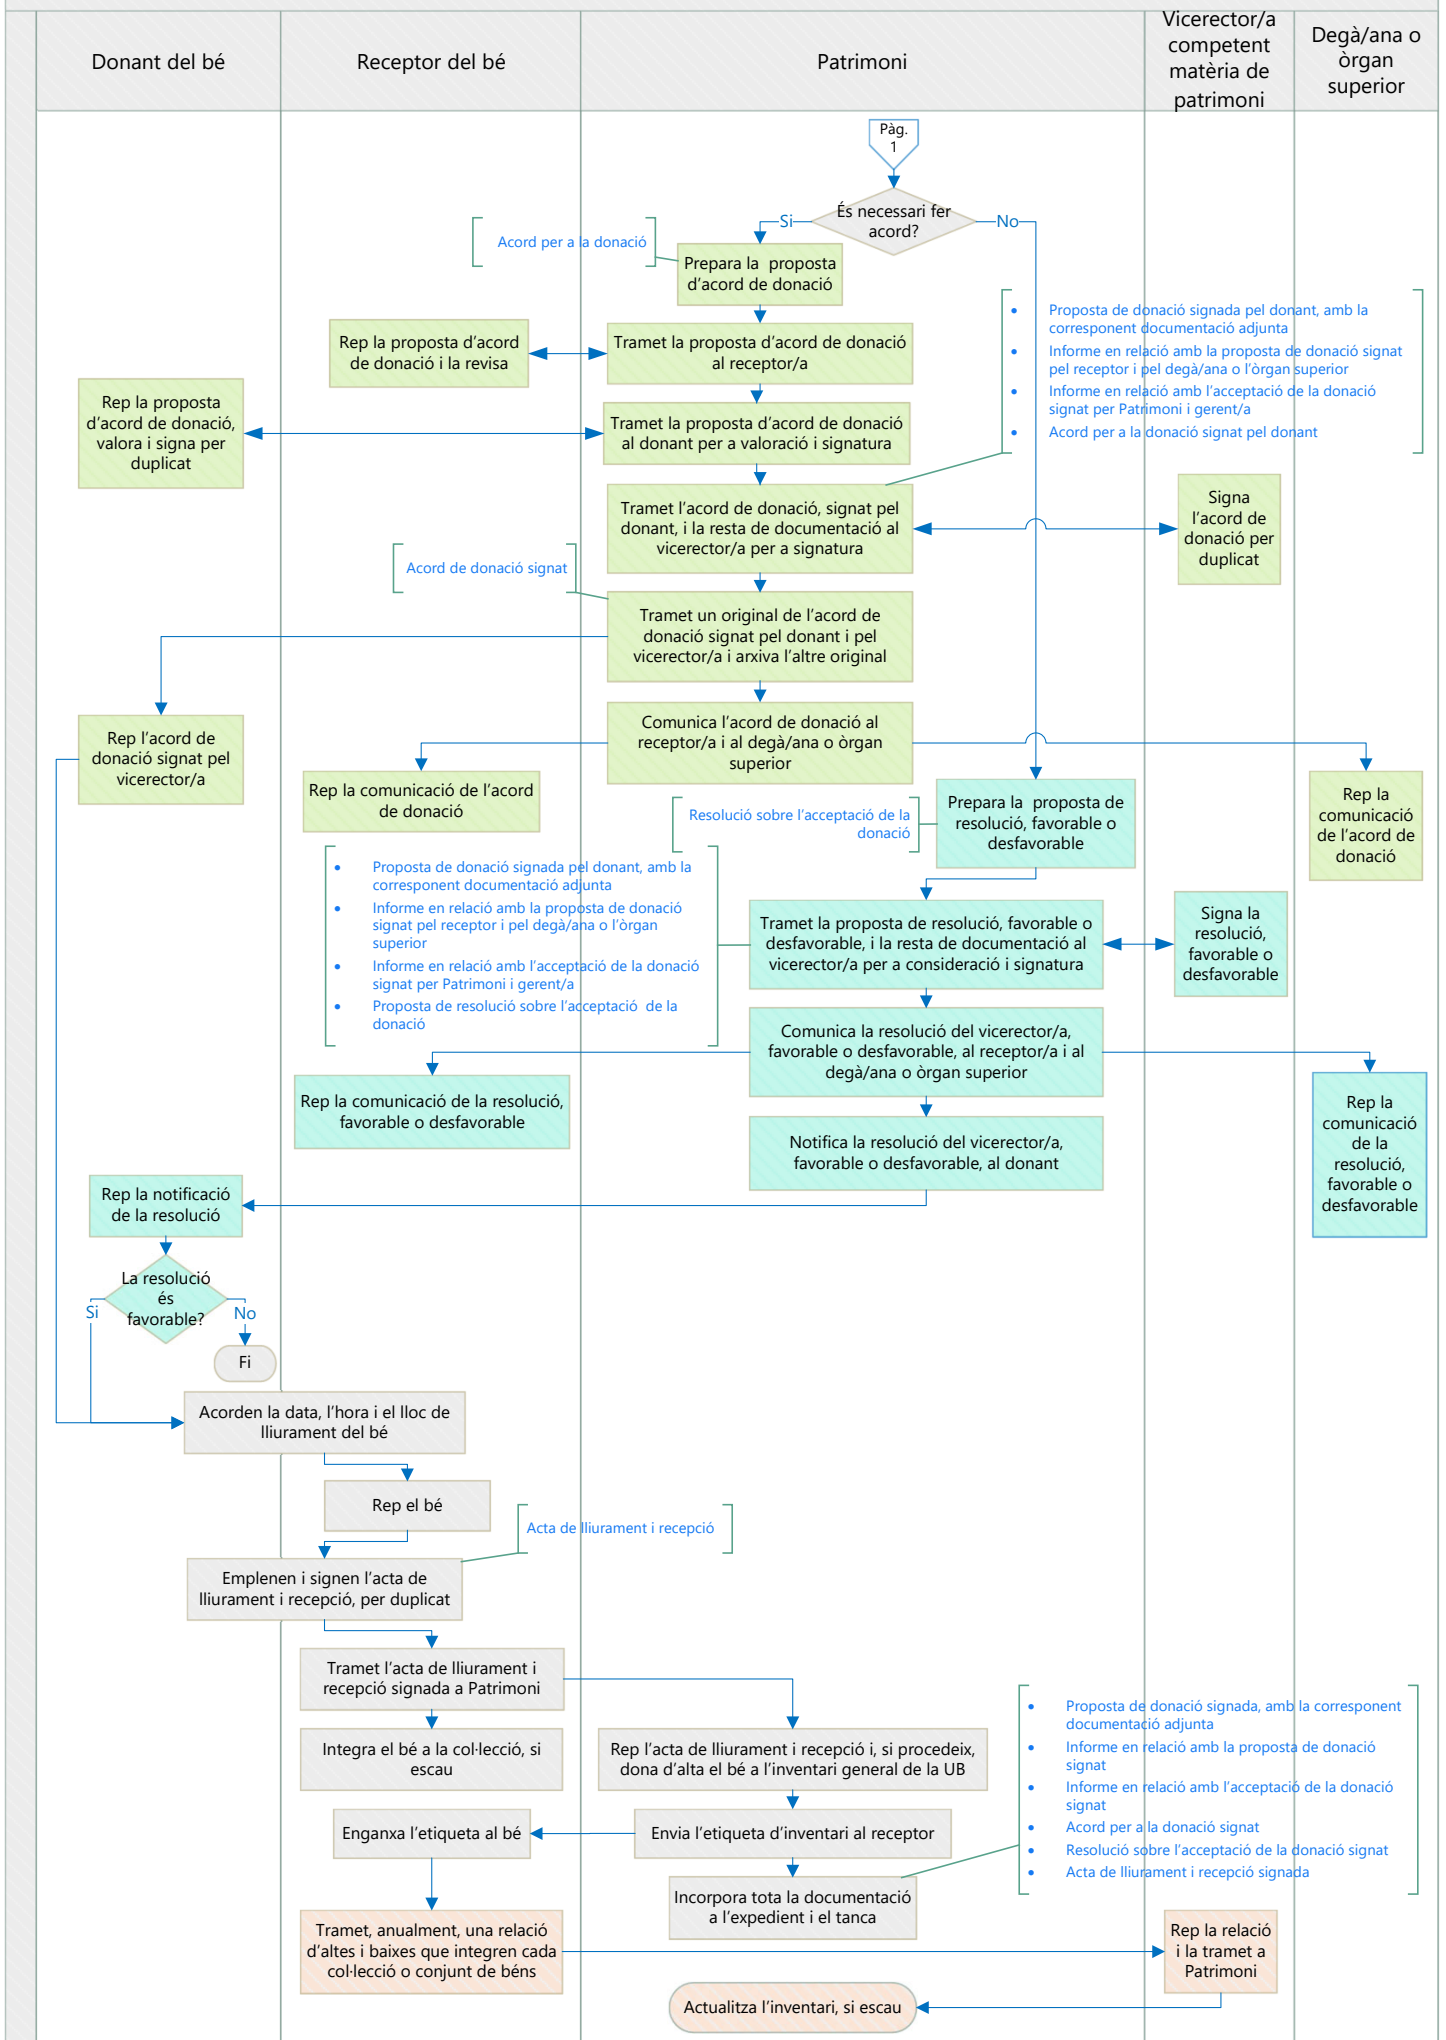 Donant del bé
Receptor del bé
Patrimoni
Vicerector/a
competent
matèria de
patrimoni
Degà/ana o
òrgan
superior
Pàg.
1
És necessari fer
acord?
Si
No
Acord per a la donació
Prepara la proposta
d'acord de donació
Proposta de donació signada pel donant, amb la
corresponent documentació adjunta
Informe en relació amb la proposta de donació signat
pel receptor i pel degà/ana o l'òrgan superior
Informe en relació amb l'acceptació de la donació
signat per Patrimoni i gerent/a
Acord per a la donació signat pel donant
Rep la proposta d'acord
de donació i la revisa
Tramet la proposta d'acord de donació
al receptor/a
Rep la proposta
d'acord de donació,
valora i signa per
duplicat
Tramet la proposta d'acord de donació
al donant per a valoració i signatura
Tramet l'acord de donació, signat pel
donant, i la resta de documentació al
vicerector/a per a signatura
Signa
l'acord de
donació per
duplicat
Acord de donació signat
Tramet un original de l'acord de
donació signat pel donant i pel
vicerector/a i arxiva l'altre original
Rep l'acord de
donació signat pel
vicerector/a
Comunica l'acord de donació al
receptor/a i al degà/ana o òrgan
superior
Rep la comunicació de l'acord
de donació
Rep la
comunicació
de l'acord de
donació
Resolució sobre l'acceptació de la
donació
Prepara la proposta de
resolució, favorable o
desfavorable
Proposta de donació signada pel donant, amb la
corresponent documentació adjunta
Informe en relació amb la proposta de donació
signat pel receptor i pel degà/ana o l'òrgan
superior
Informe en relació amb l'acceptació de la donació
signat per Patrimoni i gerent/a
Proposta de resolució sobre l'acceptació de la
donació
Tramet la proposta de resolució, favorable o
desfavorable, i la resta de documentació al
vicerector/a per a consideració i signatura
Signa la
resolució,
favorable o
desfavorable
Comunica la resolució del vicerector/a,
favorable o desfavorable, al receptor/a i al
degà/ana o òrgan superior
Rep la comunicació de la resolució,
favorable o desfavorable
Rep la
comunicació
de la
resolució,
favorable o
desfavorable
Notifica la resolució del vicerector/a,
favorable o desfavorable, al donant
Rep la notificació
de la resolució
La resolució
és
favorable?
Si
No
Fi
Acorden la data, l'hora i el lloc de
lliurament del bé
Rep el bé
Acta de lliurament i recepció
Emplenen i signen l'acta de
lliurament i recepció, per duplicat
Tramet l'acta de lliurament i
recepció signada a Patrimoni
Integra el bé a la col·lecció, si
escau
Rep l'acta de lliurament i recepció i, si procedeix,
dona d'alta el bé a l'inventari general de la UB
Proposta de donació signada, amb la corresponent
documentació adjunta
Informe en relació amb la proposta de donació
signat
Informe en relació amb l'acceptació de la donació
signat
Acord per a la donació signat
Resolució sobre l'acceptació de la donació signat
Acta de lliurament i recepció signada
Enganxa l'etiqueta al bé
Envia l'etiqueta d'inventari al receptor
Incorpora tota la documentació
a l'expedient i el tanca
Tramet, anualment, una relació
d'altes i baixes que integren cada
col·lecció o conjunt de béns
Rep la relació
i la tramet a
Patrimoni
Actualitza l'inventari, si escau